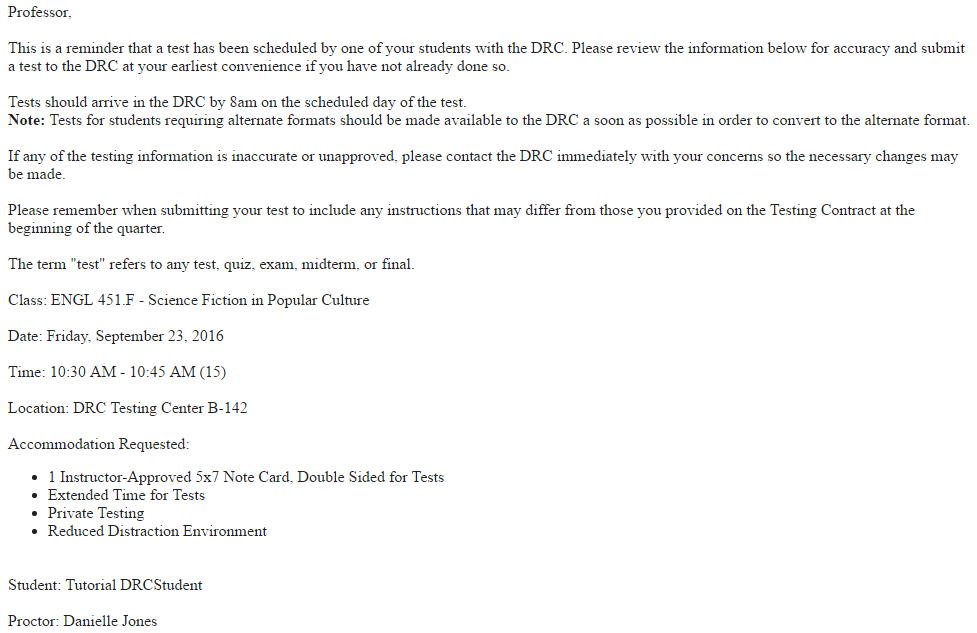 Professor,
This is a reminder that a test has been scheduled by one of your students with the DRC. Please review the information below for accuracy and submit
a test to the DRC at your earliest convenience if you have not already done so.
Tests should arrive in the DRC by 8am on the scheduled day of the test.
Note: Tests for students requiring alternate formats should be made available to the DRC a soon as possible in order to convert to the alternate format.
If any of the testing information is inaccurate or unapproved, please contact the DRC immediately with your concerns so the necessary changes may
be made.
Please remember when submitting your test to include any instructions that may differ from those you provided on the Testing Contract at the
beginning of the quarter.
The term "test" refers to any test, quiz, exam, midterm, or final.
Class: ENGL 451.F - Science Fiction in Popular Culture
Date: Friday, September 23, 2016
Time: 10:30 AM - 10:45 AM (15)
Location: DRC Testing Center B-142
Accommodation Requested:
• 1 Instructor-Approved 5x7 Note Card, Double Sided for Tests
• Extended Time for Tests
• Private Testing
• Reduced Distraction Environment
Student: Tutorial DRCStudent
Proctor: Danielle Jones